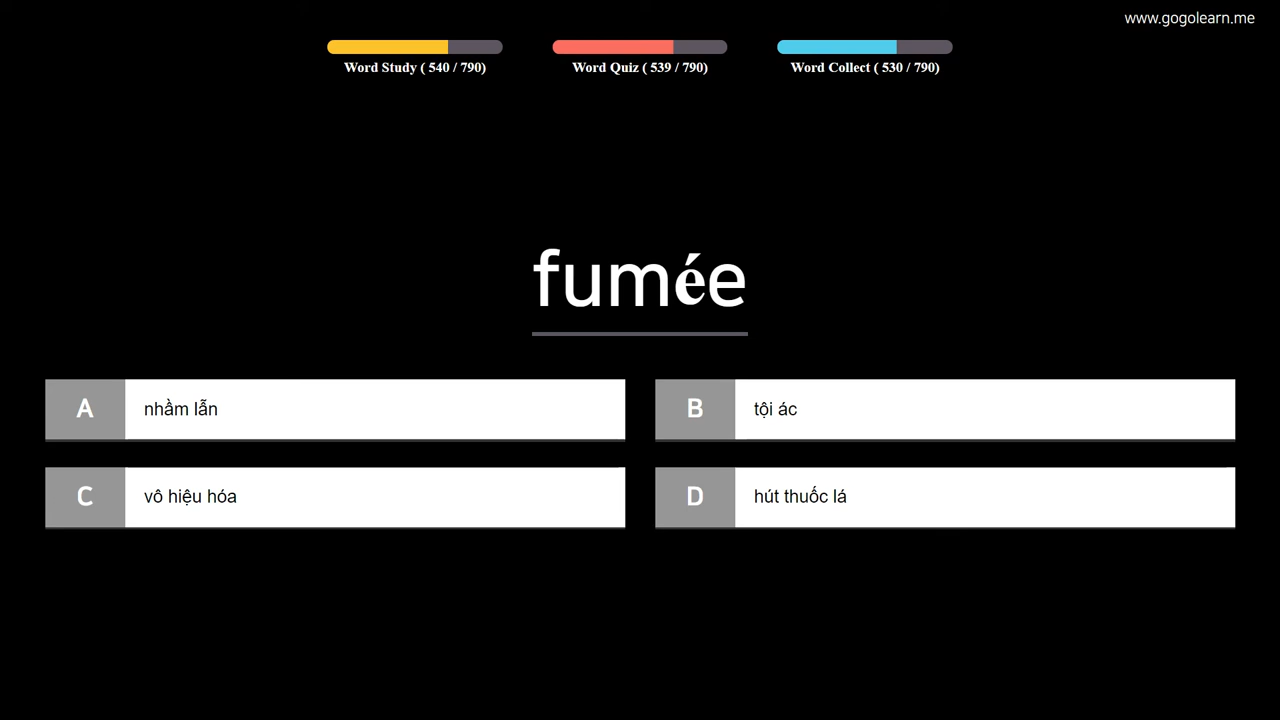 www.gogolearn.me
Word Study ( 540 / 790)
Word Quiz ( 539 / 790)
Word Collect ( 530 / 790)
fumée
A nhầm lẫn
B tội ác
C vô hiệu hóa
D hút thuốc lá